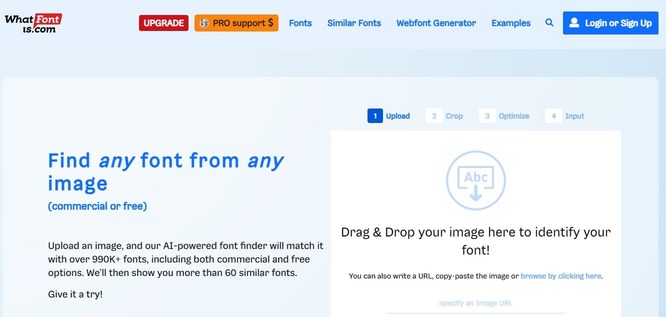 WhatFont
is.com
UPGRADE
PRO support $
Fonts
Similar Fonts
Webfont Generator
Examples
Login or Sign Up
1 Upload
2 Crop
3 Optimize
4 Input
Find any font from any
image
(commercial or free)
Upload an image, and our AI-powered font finder will match it
with over 990K+ fonts, including both commercial and free
options. We'll then show you more than 60 similar fonts.
Give it a try!
Abc
Drag & Drop your image here to identify your
font!
You can also write a URL, copy-paste the image or browse by clicking here.
specify an Image URL